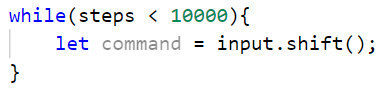 while(steps < 10000){
    let command = input.shift();
}